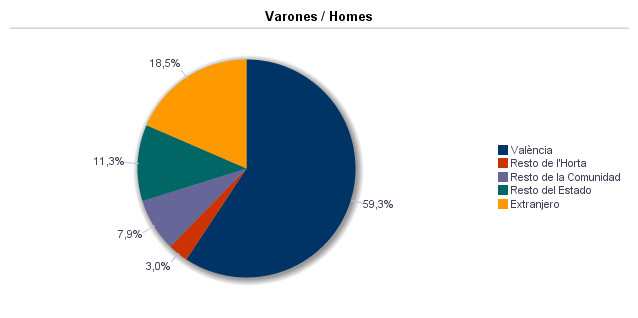 Varones / Homes
18,5%
11,3%
7,9%
3,0%
59,3%
València
Resto de l'Horta
Resto de la Comunidad
Resto del Estado
Extranjero